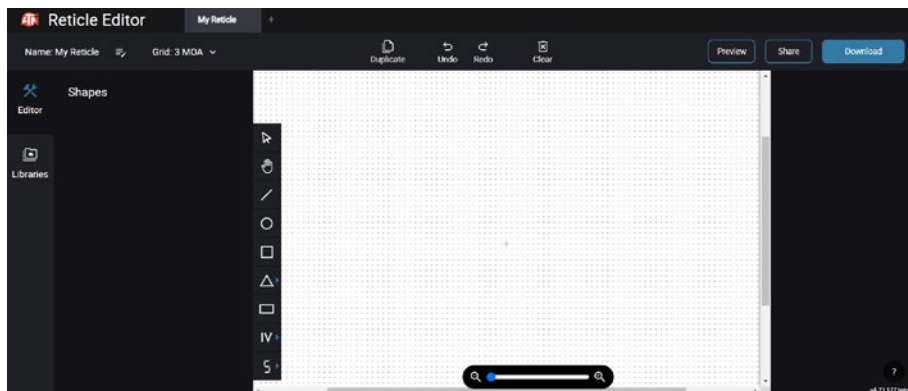 ATN Reticle Editor
My Reticle
+
Name: My Reticle
Grid: 3 MOA
Duplicate
Undo
Redo
Clear
Preview
Share
Download
Editor
Shapes
Libraries
IV
S
?